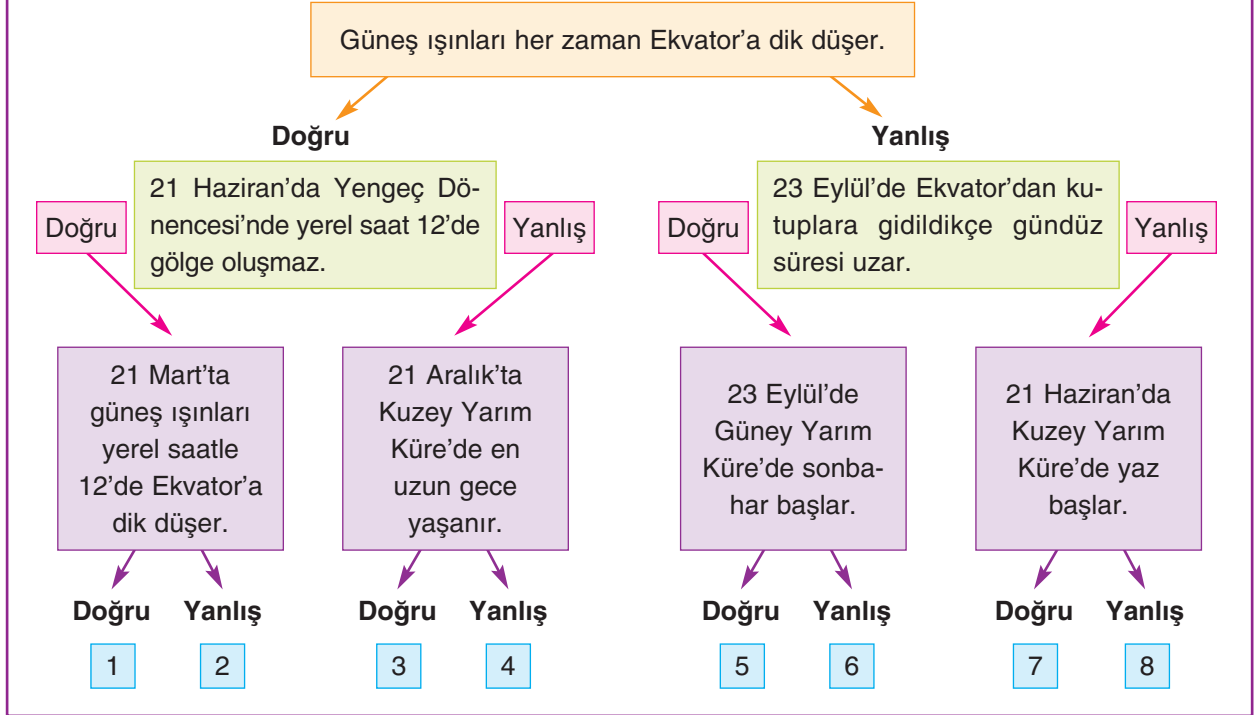 Güneş ışınları her zaman Ekvator’a dik düşer.
Doğru
Yanlış
Doğru
21 Haziran’da Yengeç Dö-
nencesi’nde yerel saat 12’de
gölge oluşmaz.
Yanlış
Doğru
23 Eylül’de Ekvator’dan ku-
tuplara gidildikçe gündüz
süresi uzar.
Yanlış
21 Mart’ta
güneş ışınları
yerel saatle
12’de Ekvator’a
dik düşer.
21 Aralık’ta
Kuzey Yarım
Küre’de en
uzun gece
yaşanır.
23 Eylül’de
Güney Yarım
Küre’de sonba-
har başlar.
21 Haziran’da
Kuzey Yarım
Küre’de yaz
başlar.
Doğru Yanlış Doğru Yanlış Doğru Yanlış Doğru Yanlış
1 2 3 4 5 6 7 8